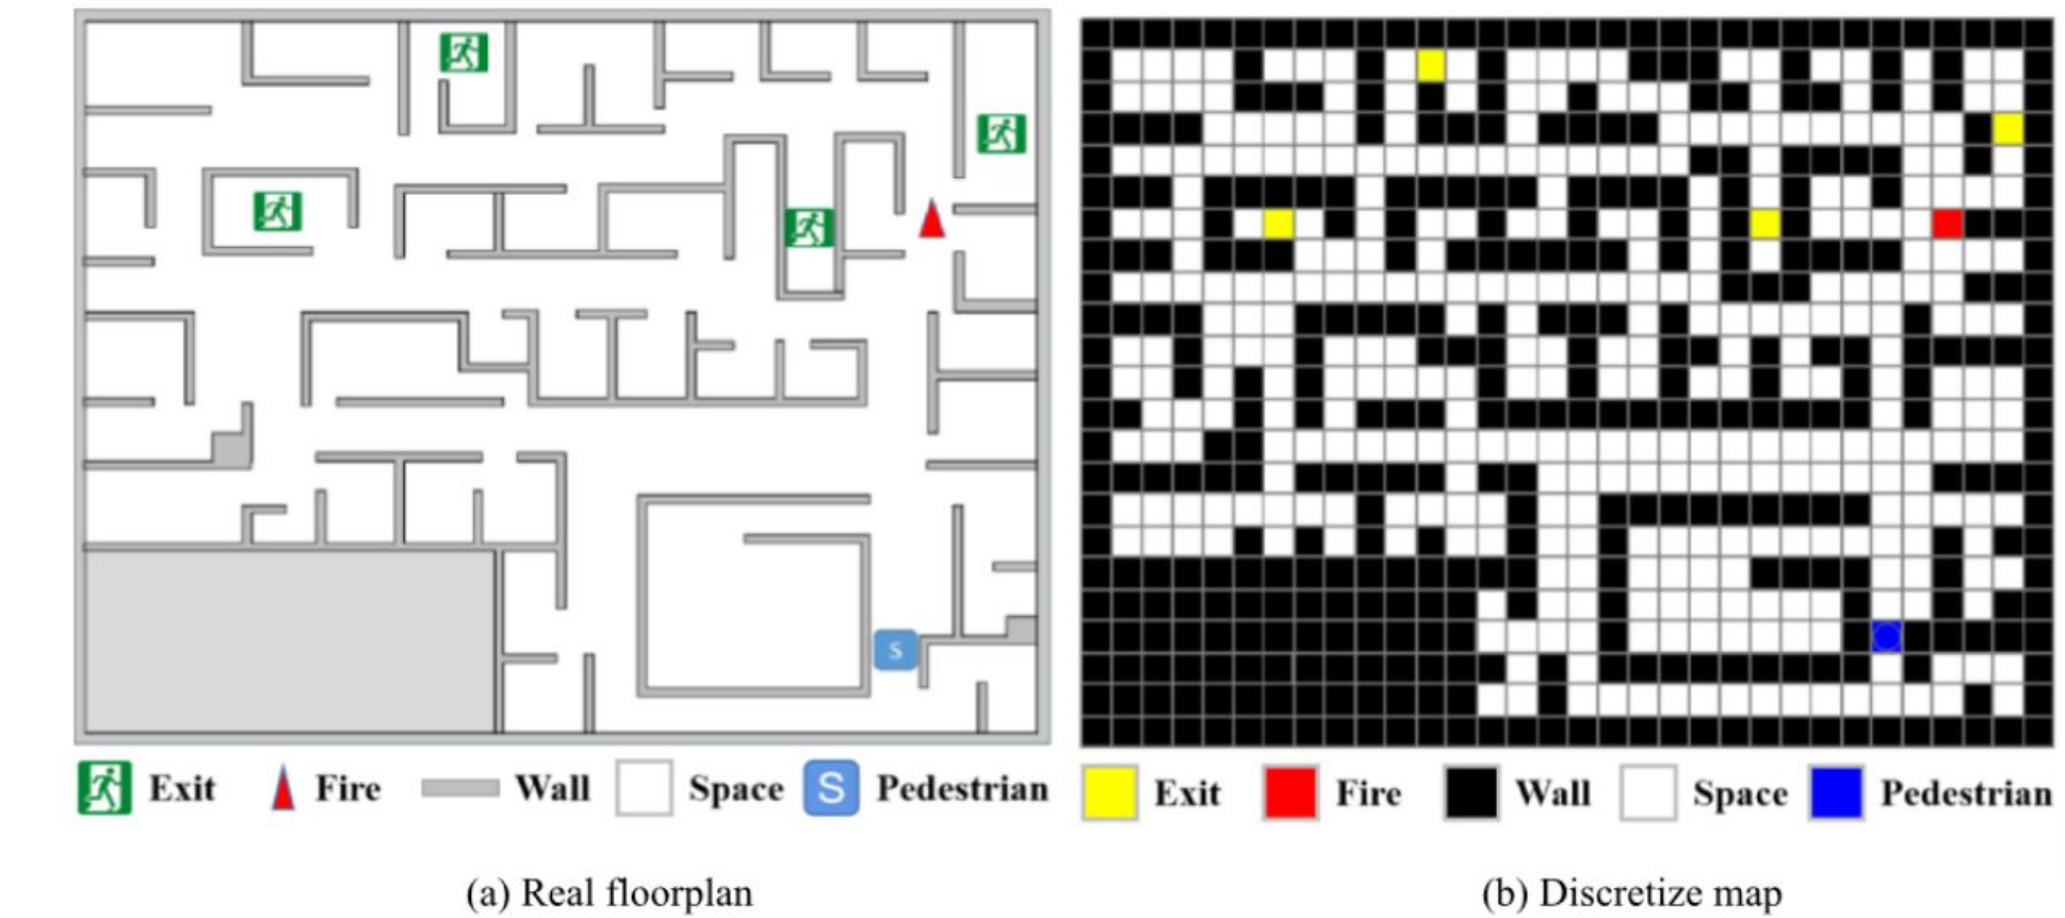 S
Exit Fire Wall Space S Pedestrian
Exit Fire Wall Space Pedestrian
(a) Real floorplan
(b) Discretize map